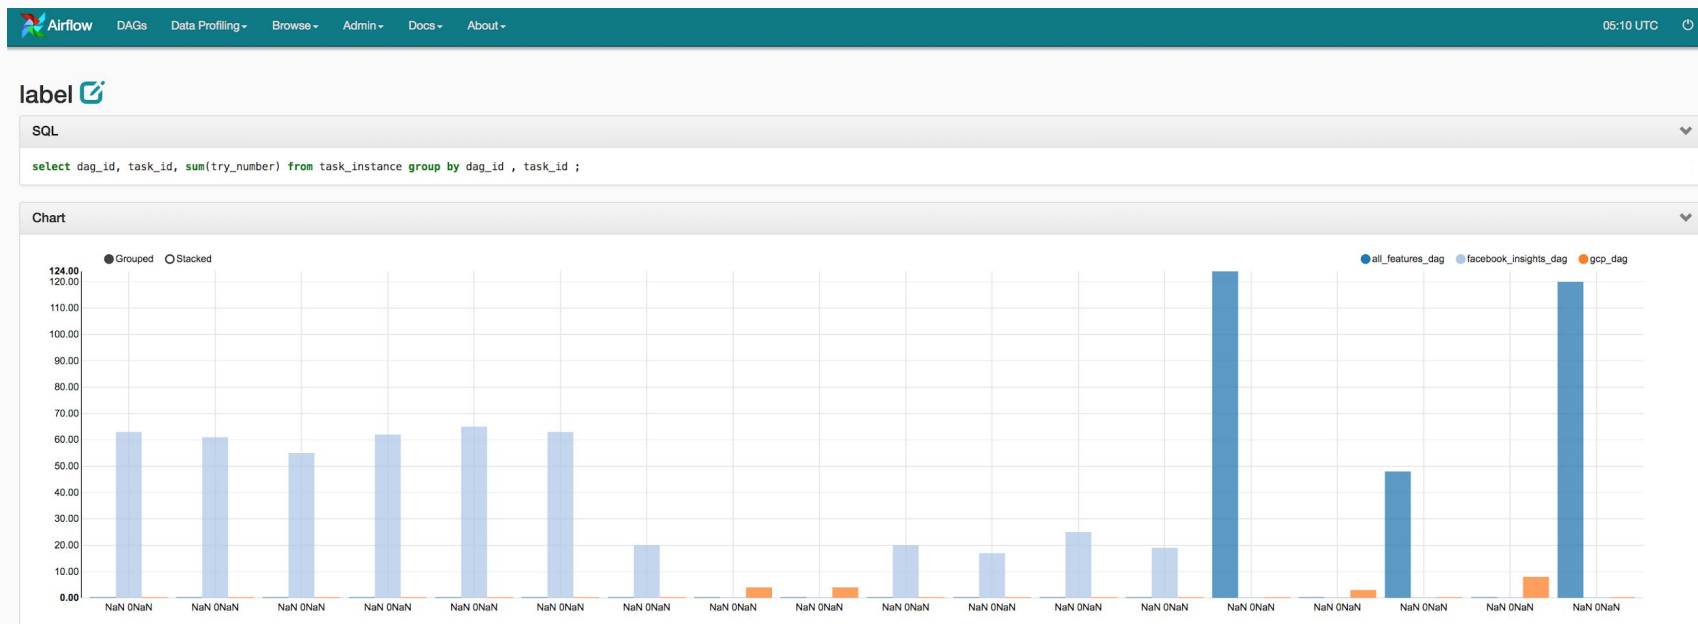 Airflow DAGs Data Profiling Browse Admin Docs About 05:10 UTC
label
SQL
select dag_id, task_id, sum(try_number) from task_instance group by dag_id , task_id ;
Chart
Grouped Stacked all_features_dag facebook_insights_dag gcp_dag
124.00
120.00
110.00
100.00
90.00
80.00
70.00
60.00
50.00
40.00
30.00
20.00
10.00
0.00
NaN 0NaN NaN 0NaN NaN 0NaN NaN 0NaN NaN 0NaN NaN 0NaN NaN 0NaN NaN 0NaN NaN 0NaN NaN 0NaN NaN 0NaN NaN 0NaN NaN 0NaN NaN 0NaN NaN 0NaN NaN 0NaN NaN 0NaN NaN 0NaN